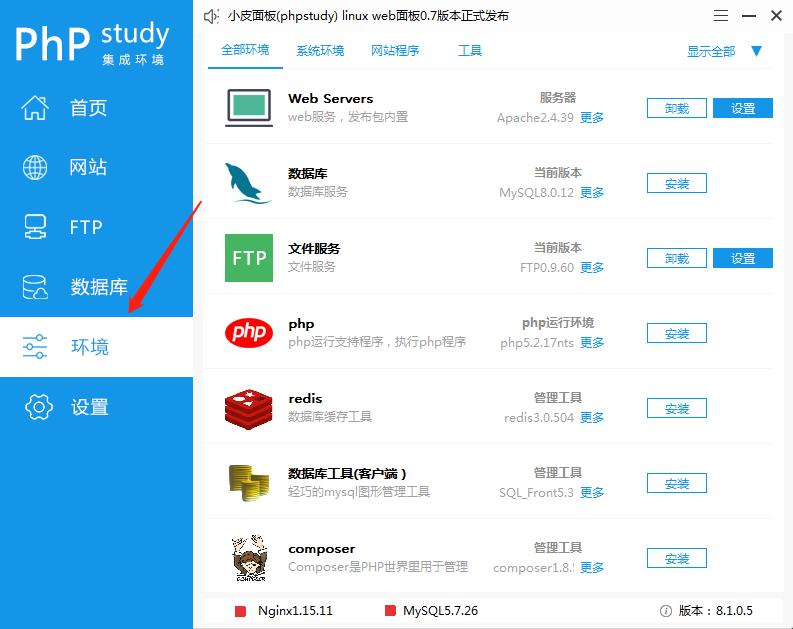 PhP study
集成环境
首页
网站
FTP
数据库
环境
设置
小皮面板(phpstudy) linux web面板0.7版本正式发布
全部环境 系统环境 网站程序 工具 显示全部
Web Servers
web服务，发布包内置
服务器
Apache2.4.39 更多
卸载 设置
数据库
数据库服务
当前版本
MySQL8.0.12 更多
安装
FTP
文件服务
文件服务
当前版本
FTP0.9.60 更多
卸载 设置
php
php
php运行支持程序，执行php程序
php运行环境
php5.2.17nts 更多
安装
redis
数据库缓存工具
管理工具
redis3.0.504 更多
安装
数据库工具(客户端)
轻巧的mysql图形管理工具
管理工具
SQL_Front5.3 更多
安装
COMPOSER
composer
Composer是PHP世界里用于管理
管理工具
composer1.8. 更多
安装
Nginx1.15.11 MySQL5.7.26 版本：8.1.0.5